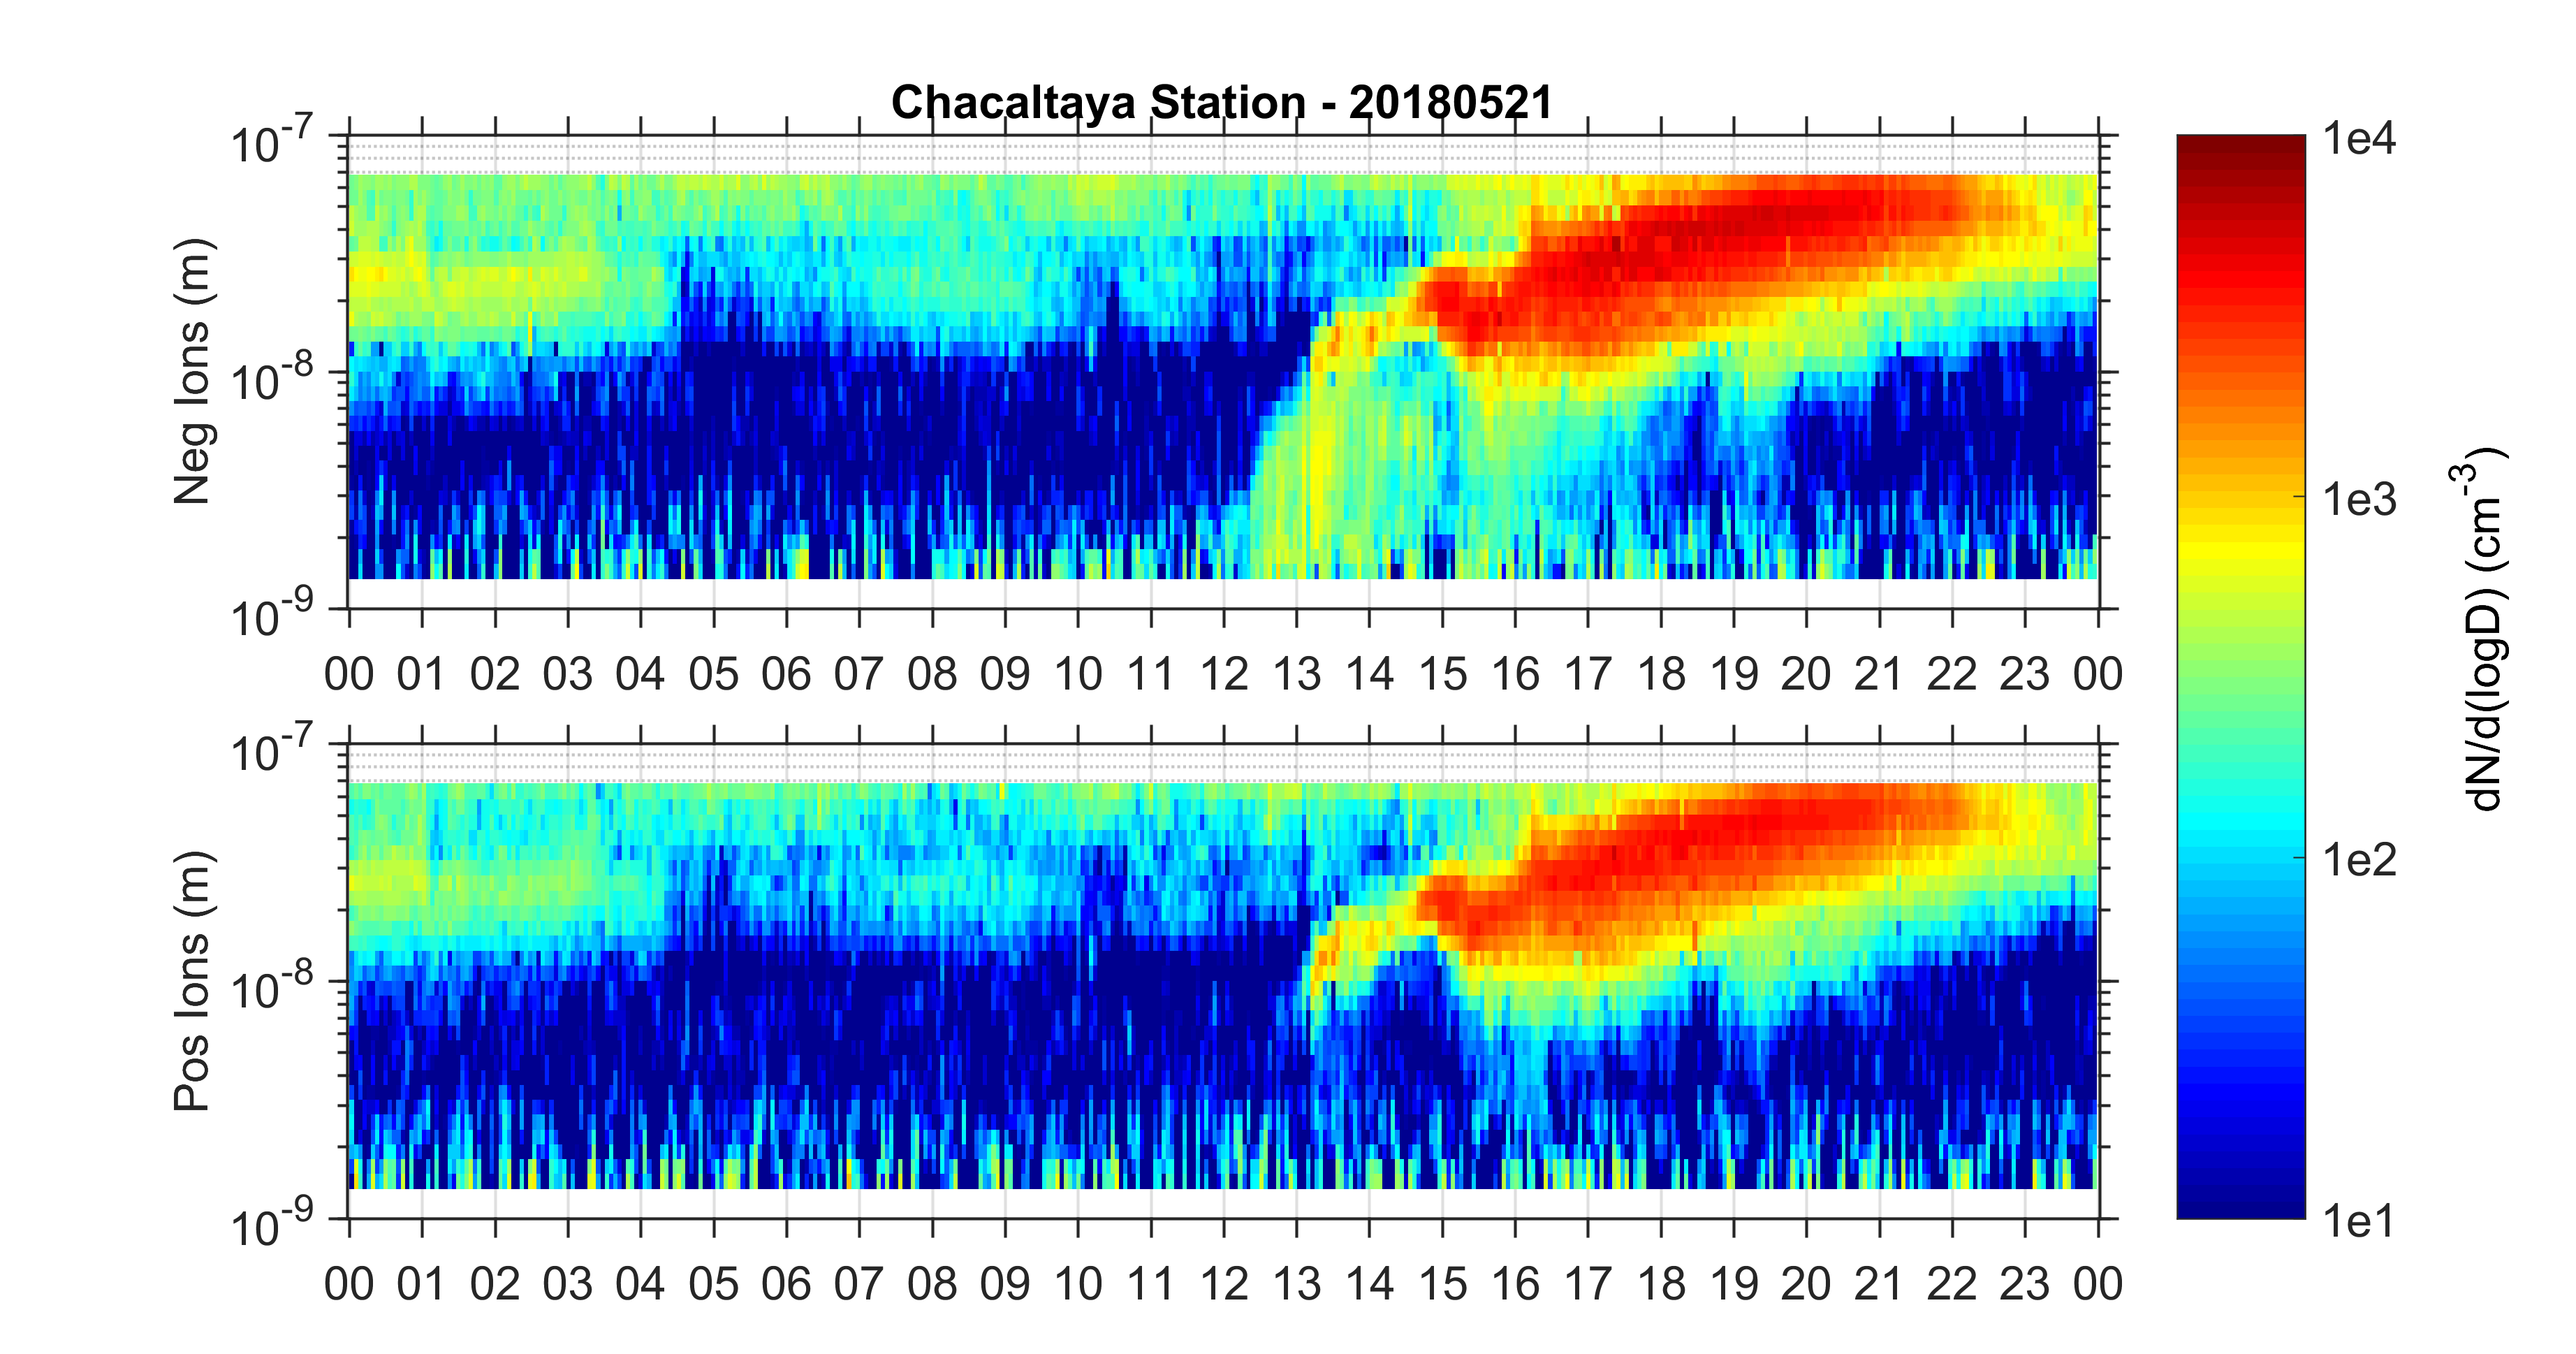 Chacaltaya Station - 20180521
10-7
10-8
10-9
Neg Ions (m)
00 01 02 03 04 05 06 07 08 09 10 11 12 13 14 15 16 17 18 19 20 21 22 23 00
10-7
10-8
10-9
Pos Ions (m)
00 01 02 03 04 05 06 07 08 09 10 11 12 13 14 15 16 17 18 19 20 21 22 23 00
1e4
1e3
1e2
1e1
dN/d(logD) (cm-3)